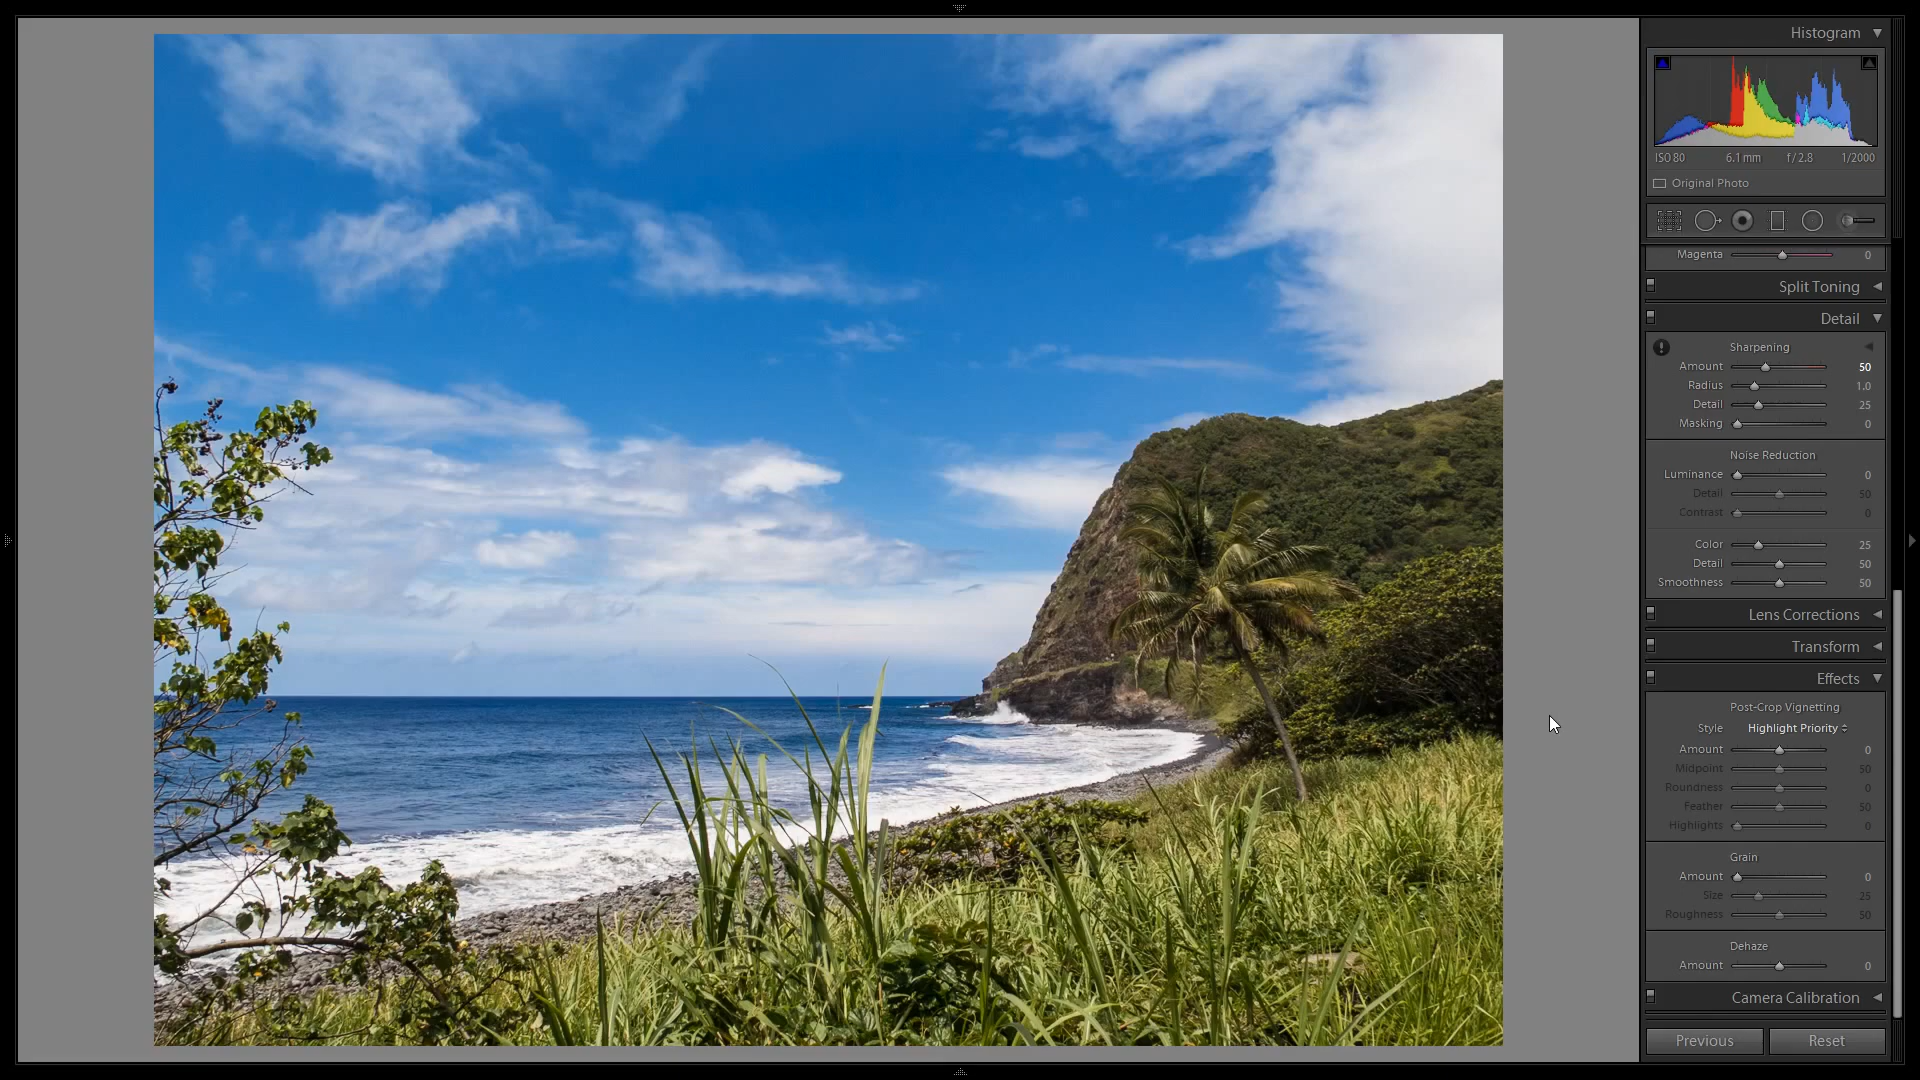 Histogram
ISO 80 6.1 mm f / 2.8 1/2000
Original Photo
Magenta 0
Split Toning
Detail
Sharpening
Amount 50
Radius 1.0
Detail 25
Masking 0
Noise Reduction
Luminance 0
Detail 50
Contrast 0
Color 25
Detail 50
Smoothness 50
Lens Corrections
Transform
Effects
Post-Crop Vignetting
Style Highlight Priority
Amount 0
Midpoint 50
Roundness 0
Feather 50
Highlights 0
Grain
Amount 0
Size 25
Roughness 50
Dehaze
Amount 0
Camera Calibration
Previous Reset